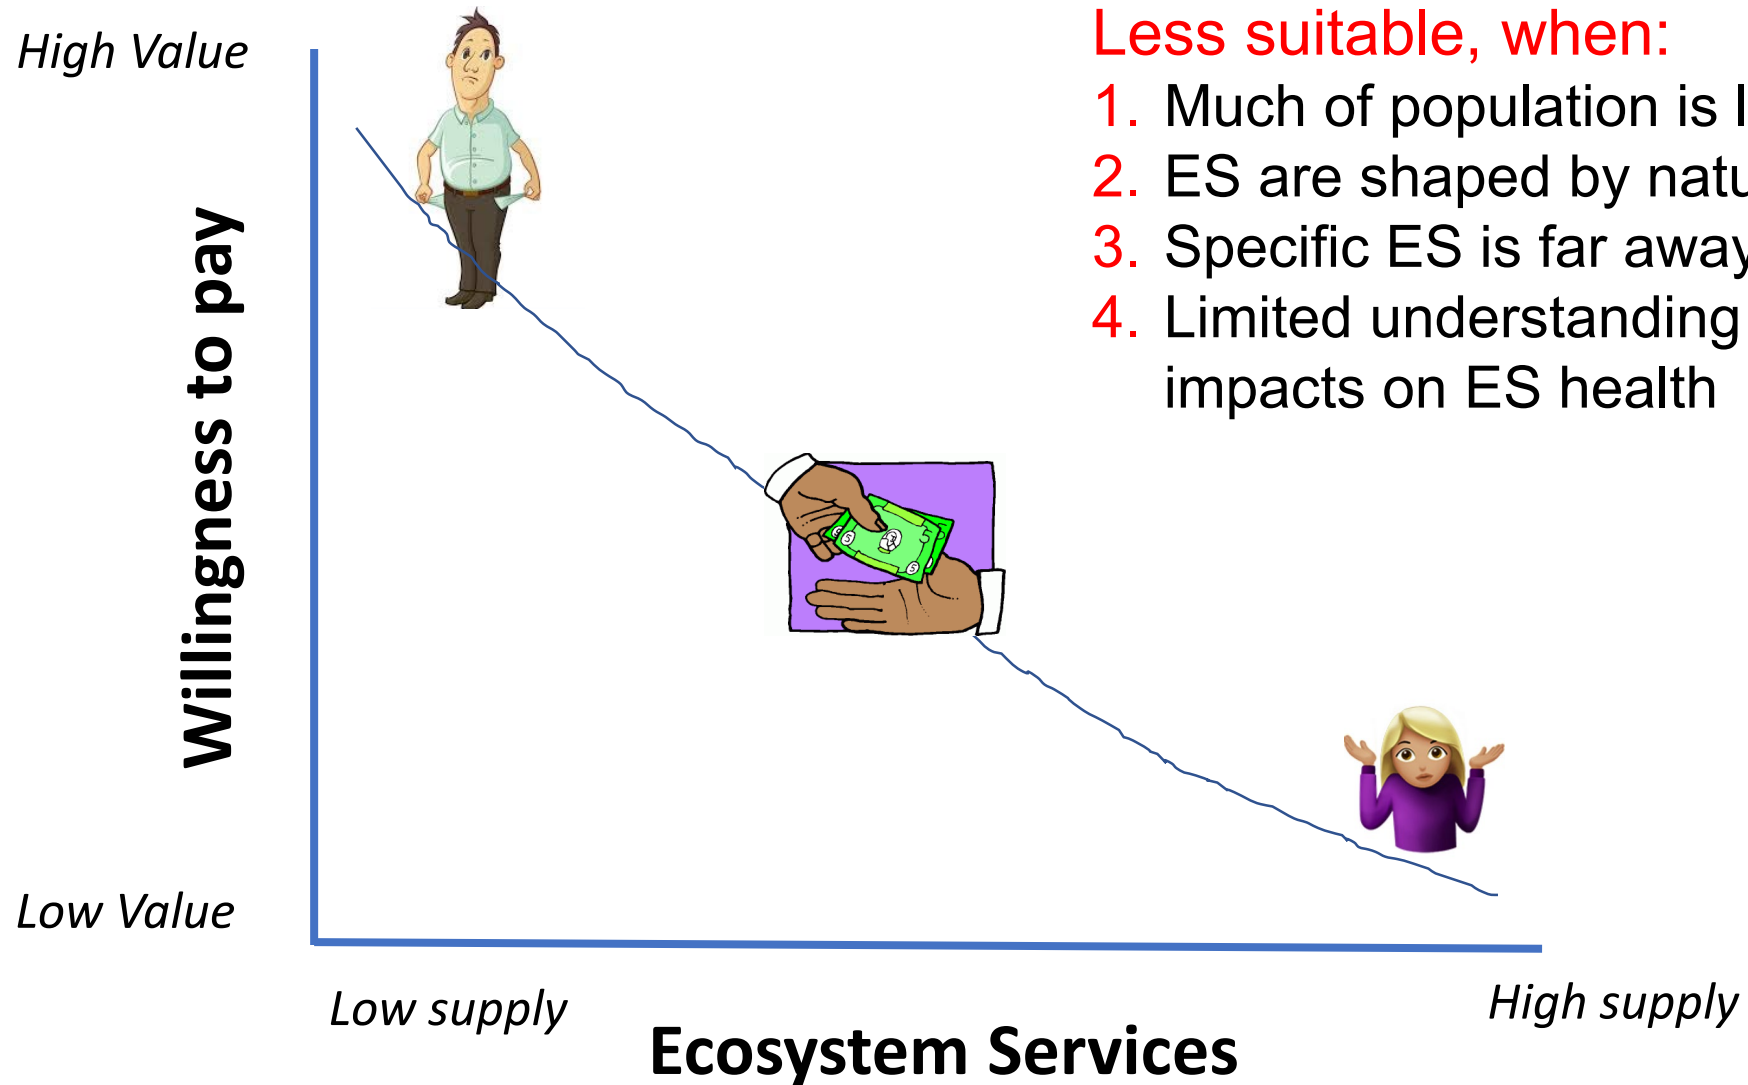 High Value
Less suitable, when:
1. Much of population is
2. ES are shaped by
3. Specific ES is far away
4. Limited understanding
impacts on ES health
Willingness to pay
Low Value
Low supply
High supply
Ecosystem Services